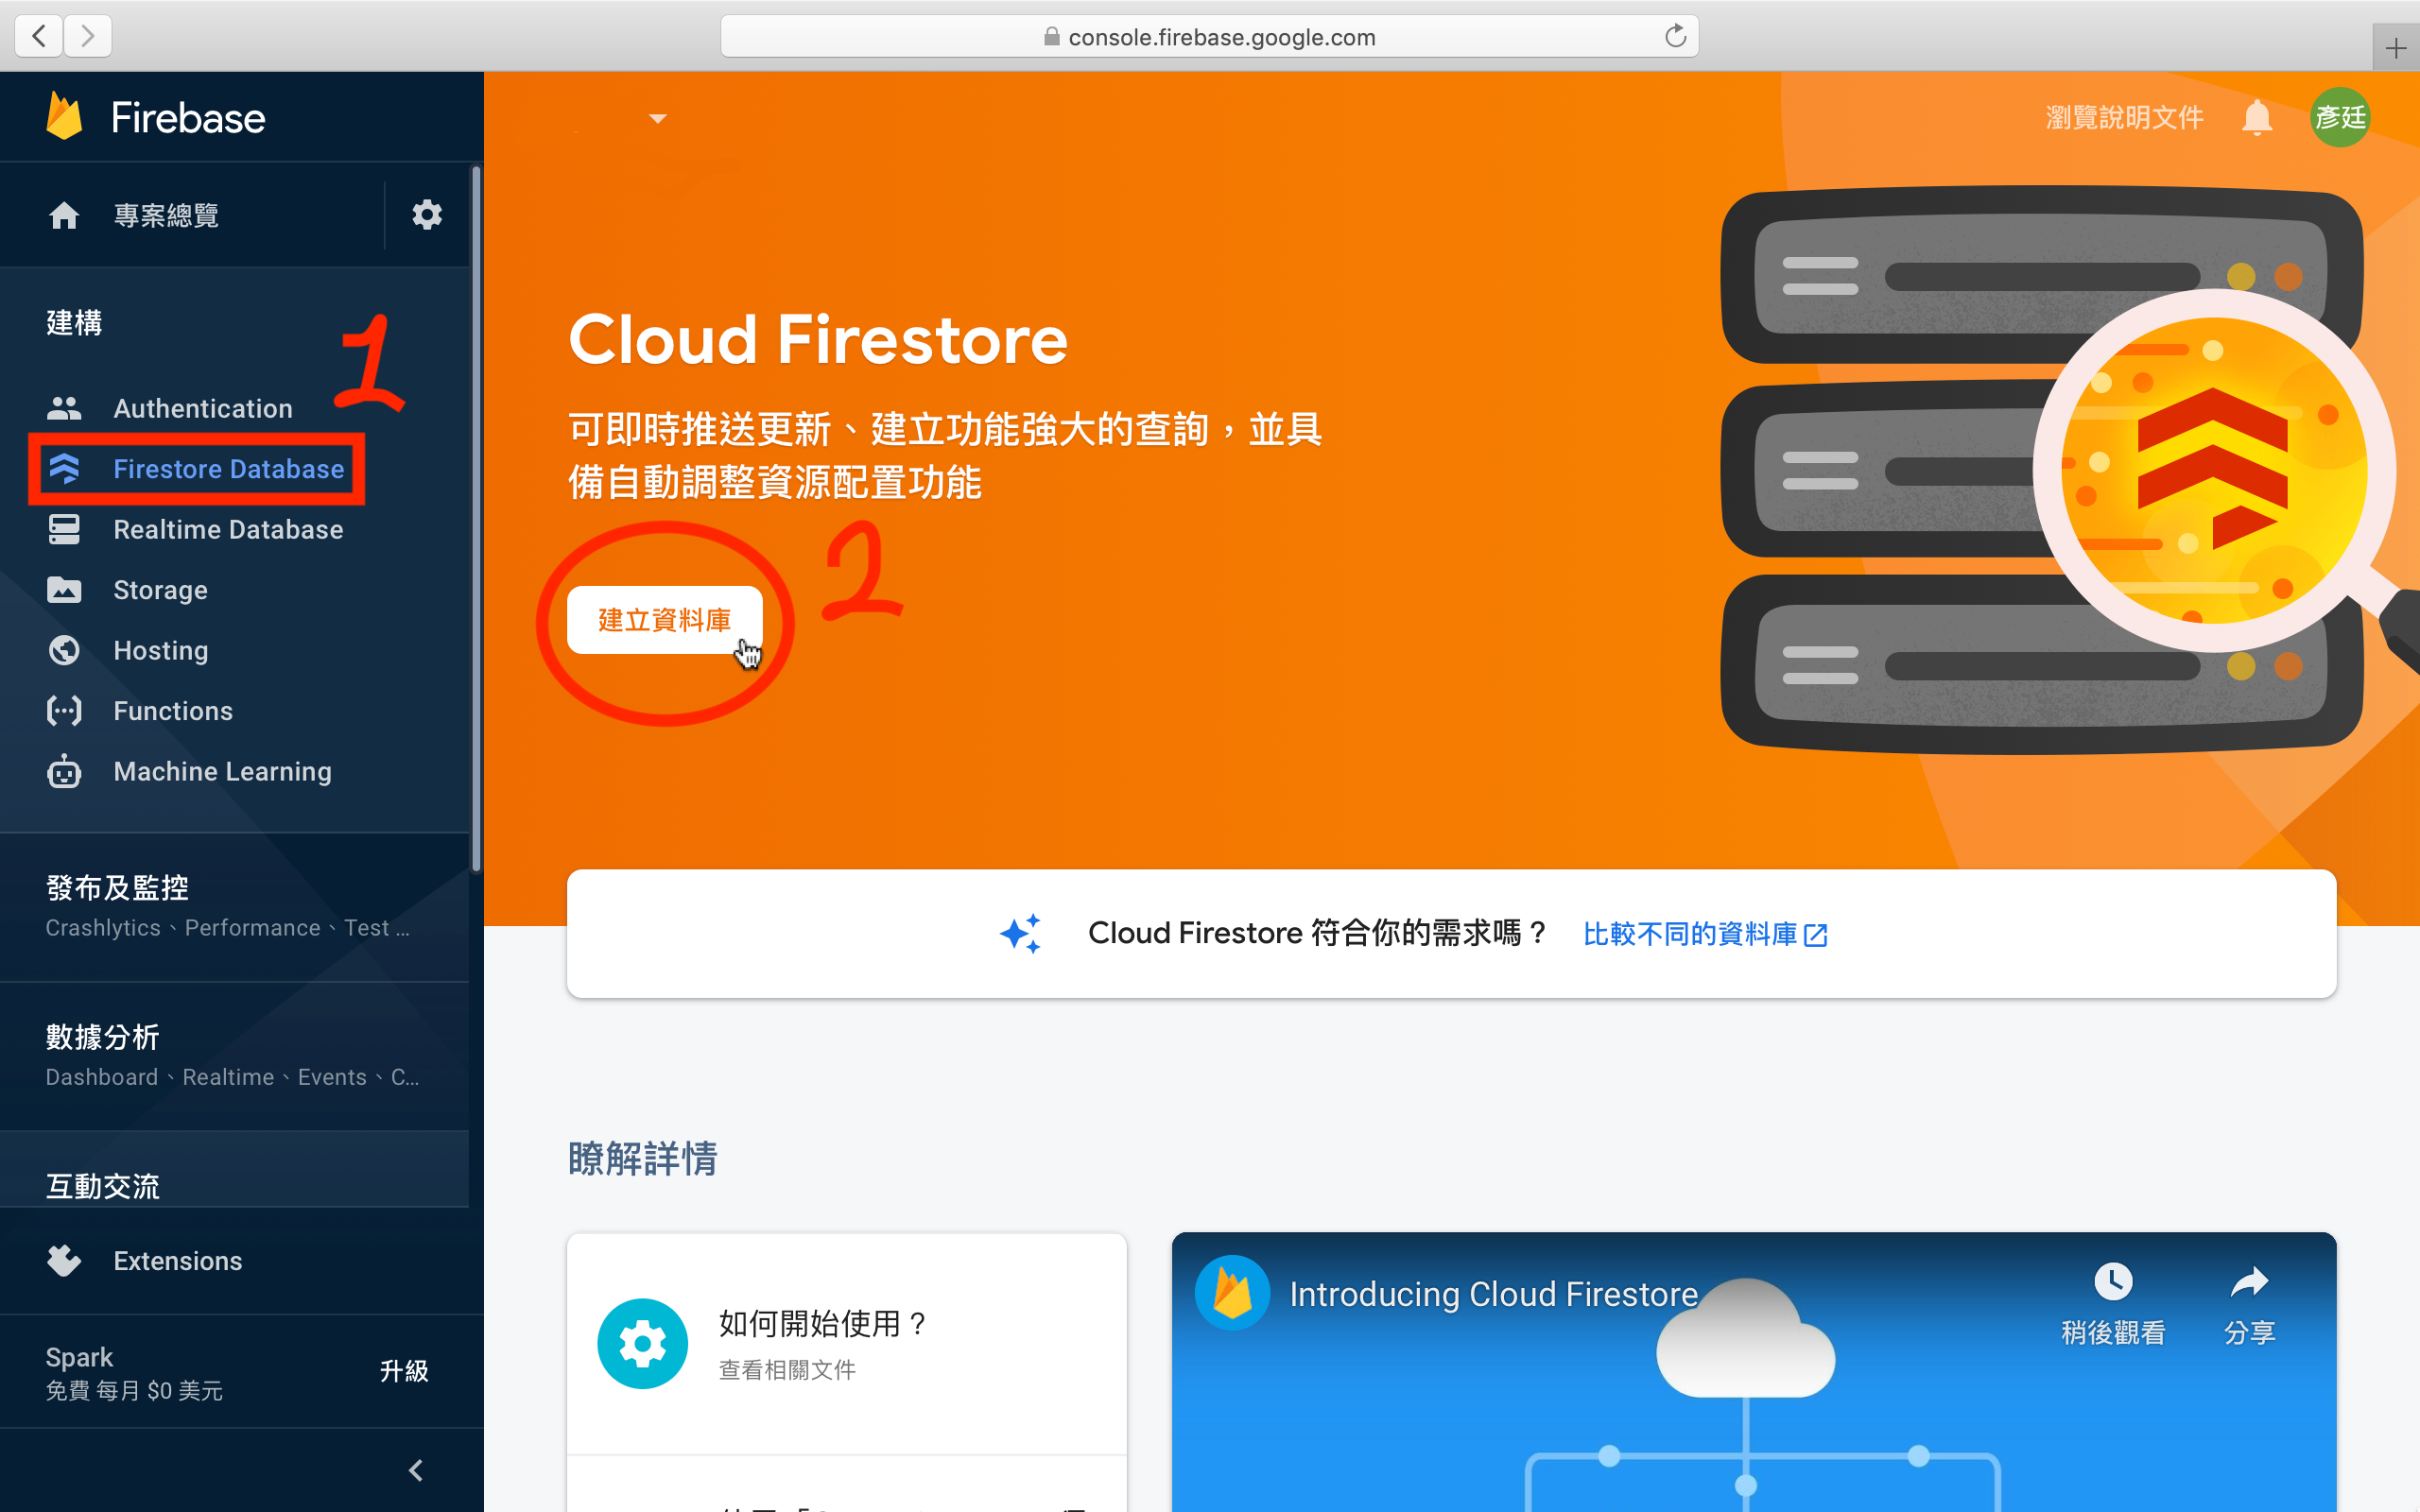 console.firebase.google.com
Firebase
瀏覽說明文件
彥廷
專案總覽
建構
1
Authentication
Firestore Database
Realtime Database
Storage
Hosting
Functions
Machine Learning
發布及監控
Crashlytics、Performance、Test ...
數據分析
Dashboard、Realtime、Events、C...
互動交流
Extensions
Spark
免費 每月 $0 美元
升級
Cloud Firestore
可即時推送更新、建立功能強大的查詢，並具
備自動調整資源配置功能
建立資料庫
2
Cloud Firestore 符合你的需求嗎？
比較不同的資料庫
瞭解詳情
如何開始使用？
查看相關文件
Introducing Cloud Firestore
稍後觀看
分享